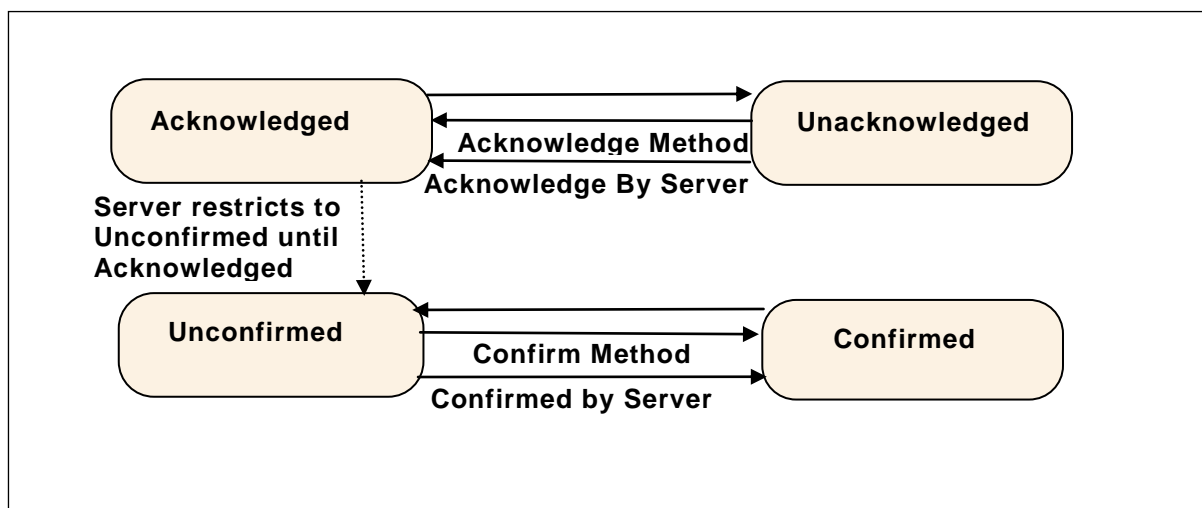 Acknowledged
Unacknowledged
Acknowledge Method
Acknowledge By Server
Server restricts to
Unconfirmed until
Acknowledged
Unconfirmed
Confirmed
Confirm Method
Confirmed by Server